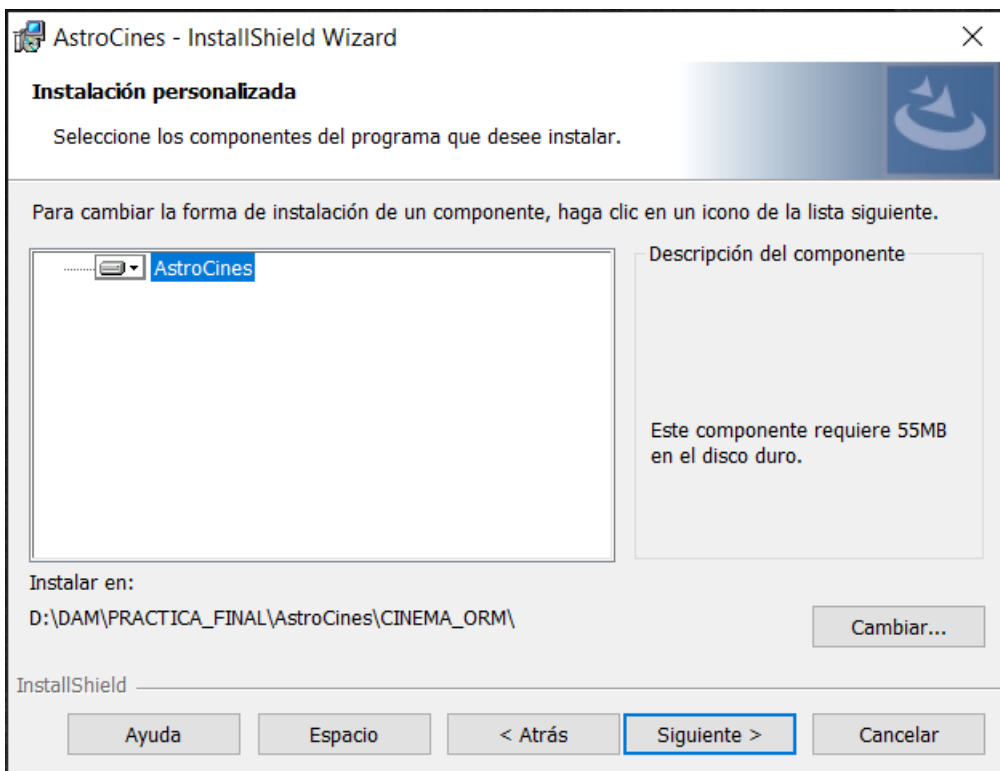 AstroCines - InstallShield Wizard
Instalación personalizada
Seleccione los componentes del programa que desee instalar.
Para cambiar la forma de instalación de un componente, haga clic en un icono de la lista siguiente.
AstroCines
Descripción del componente
Este componente requiere 55MB
en el disco duro.
Instalar en:
D:\DAM\PRACTICA_FINAL\AstroCines\CINEMA_ORM\
Cambiar...
InstallShield
Ayuda
Espacio
< Atrás
Siguiente >
Cancelar